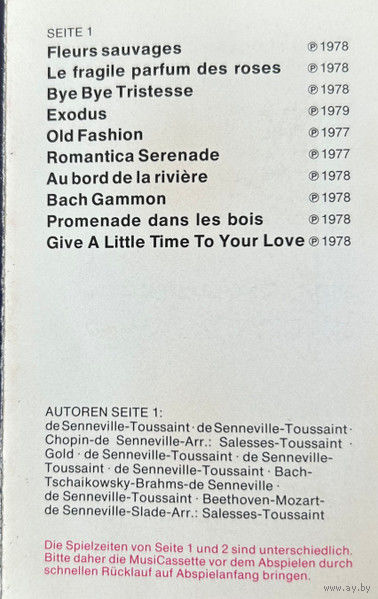 SEITE 1
Fleurs sauvages ℗ 1978
Le fragile parfum des roses ℗ 1978
Bye Bye Tristesse ℗ 1978
Exodus ℗ 1979
Old Fashion ℗ 1977
Romantica Serenade ℗ 1977
Au bord de la rivière ℗ 1978
Bach Gammon ℗ 1978
Promenade dans les bois ℗ 1978
Give A Little Time To Your Love ℗ 1978
AUTOREN SEITE 1:
de Senneville-Toussaint · de Senneville-Toussaint ·
Chopin-de Senneville-Arr.: Salesses-Toussaint ·
Gold · de Senneville-Toussaint · de Senneville-
Toussaint · de Senneville-Toussaint · Bach-
Tschaikowsky-Brahms-de Senneville ·
de Senneville-Toussaint · Beethoven-Mozart-
de Senneville-Slade-Arr.: Salesses-Toussaint
Die Spielzeiten von Seite 1 und 2 sind unterschiedlich.
Bitte daher die MusiCassette vor dem Abspielen durch
schnellen Rücklauf auf Abspielanfang bringen.
www.ay.by